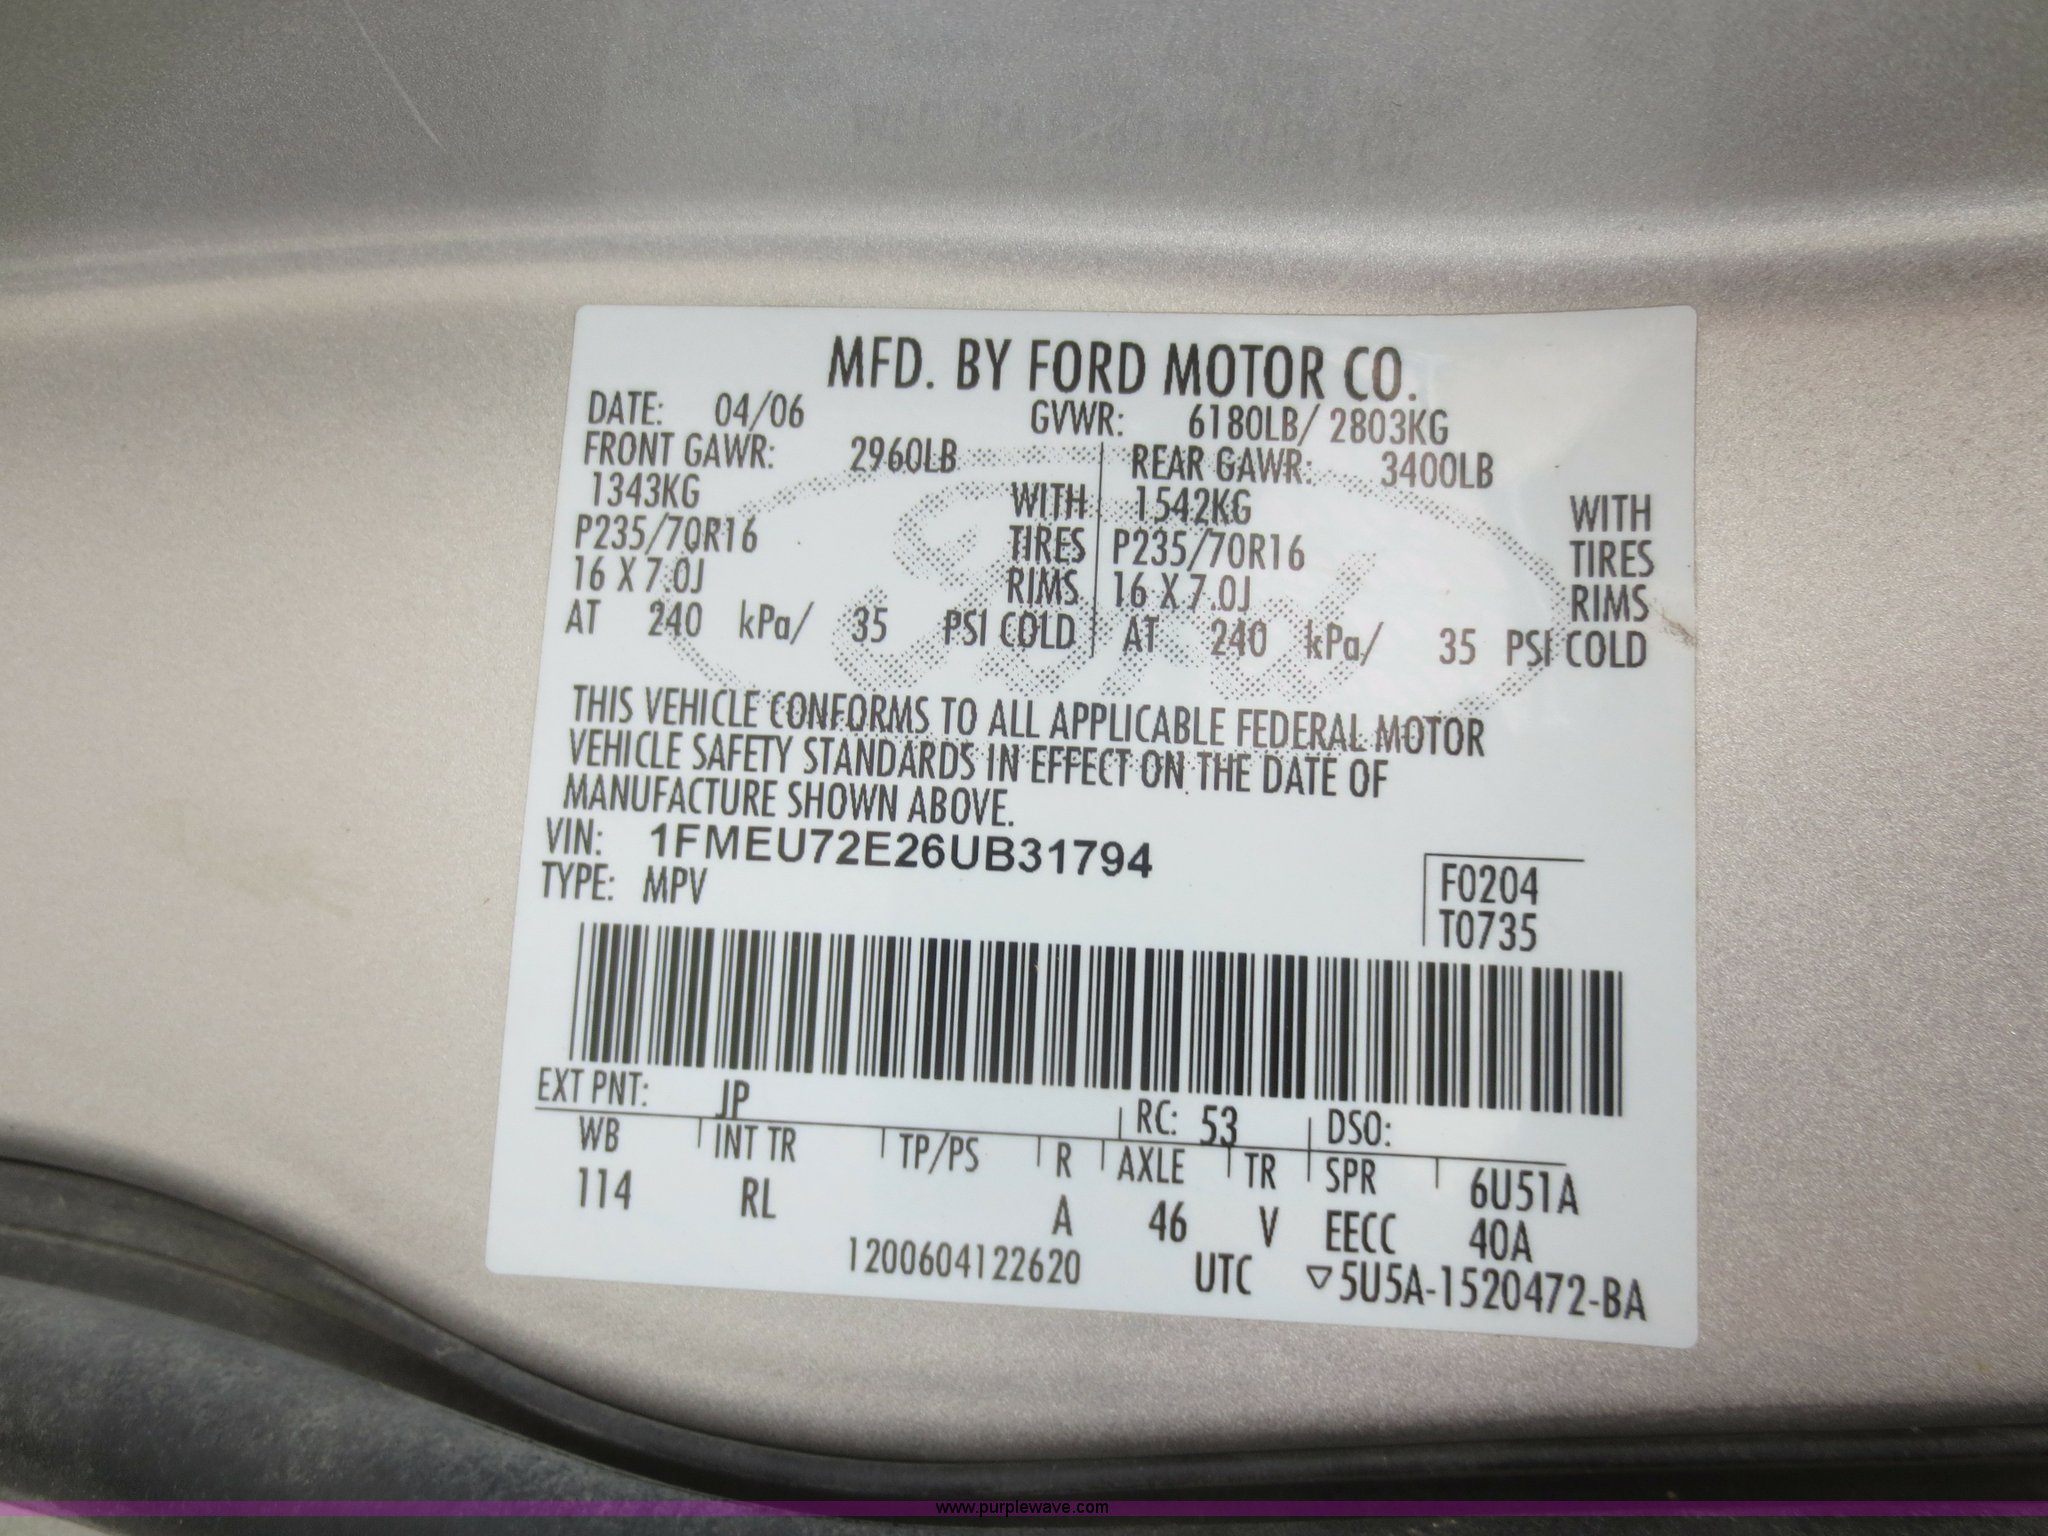 MFD. BY FORD MOTOR CO.
DATE: 04/06 GVWR: 6180LB/ 2803KG
FRONT GAWR: 2960LB REAR GAWR: 3400LB
1343KG WITH 1542KG WITH
P235/70R16 TIRES P235/70R16 TIRES
16 X 7.0J RIMS 16 X 7.0J RIMS
AT 240 kPa/ 35 PSI COLD AT 240 kPa/ 35 PSI COLD
THIS VEHICLE CONFORMS TO ALL APPLICABLE FEDERAL MOTOR
VEHICLE SAFETY STANDARDS IN EFFECT ON THE DATE OF
MANUFACTURE SHOWN ABOVE.
VIN: 1FMEU72E26UB31794
TYPE: MPV
F0204
T0735
EXT PNT: JP RC: 53 DSO:
WB INT TR TP/PS R AXLE TR SPR 6U51A
114 RL A 46 V EECC 40A
1200604122620 UTC ▽5U5A-1520472-BA
Ford
www.purplewave.com